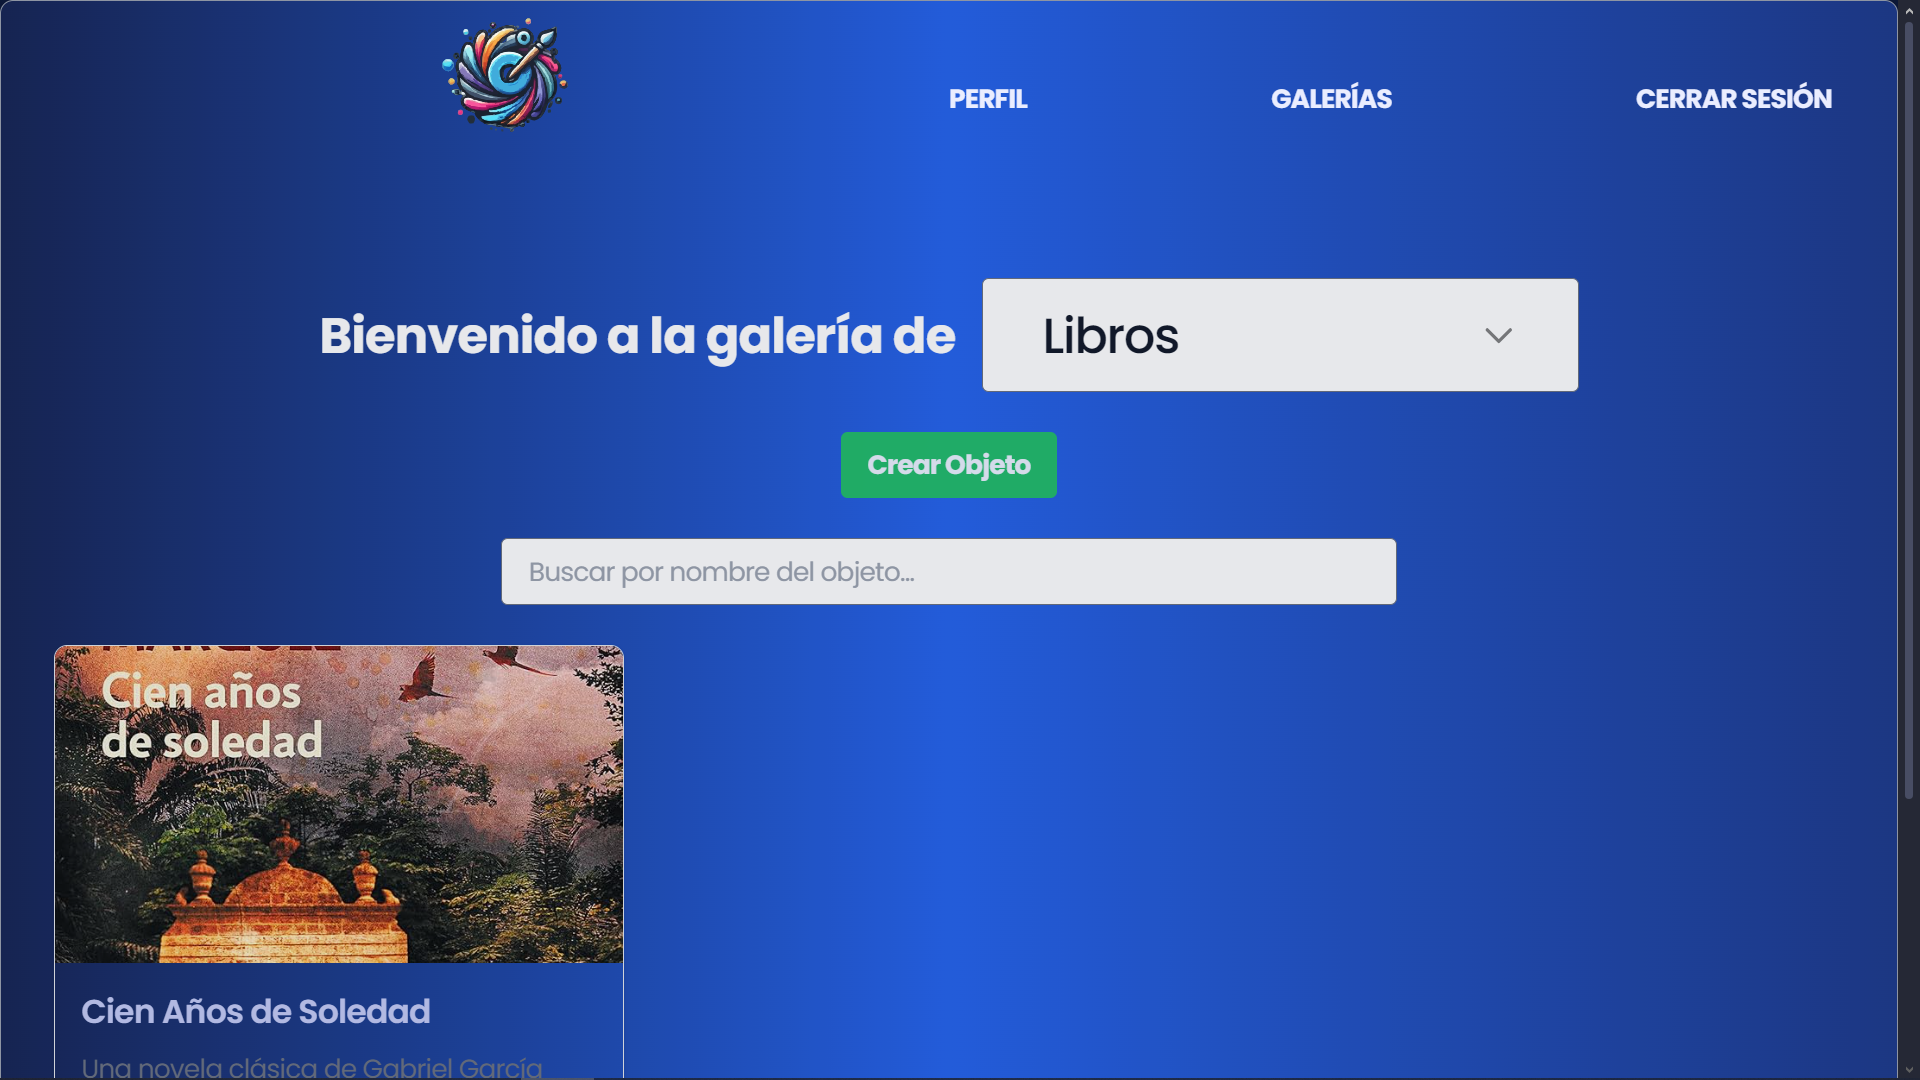 PERFIL
GALERÍAS
CERRAR SESIÓN
Bienvenido a la galería de
Libros
Crear Objeto
Buscar por nombre del objeto...
Cien años
de soledad
Cien Años de Soledad
Una novela clásica de Gabriel García